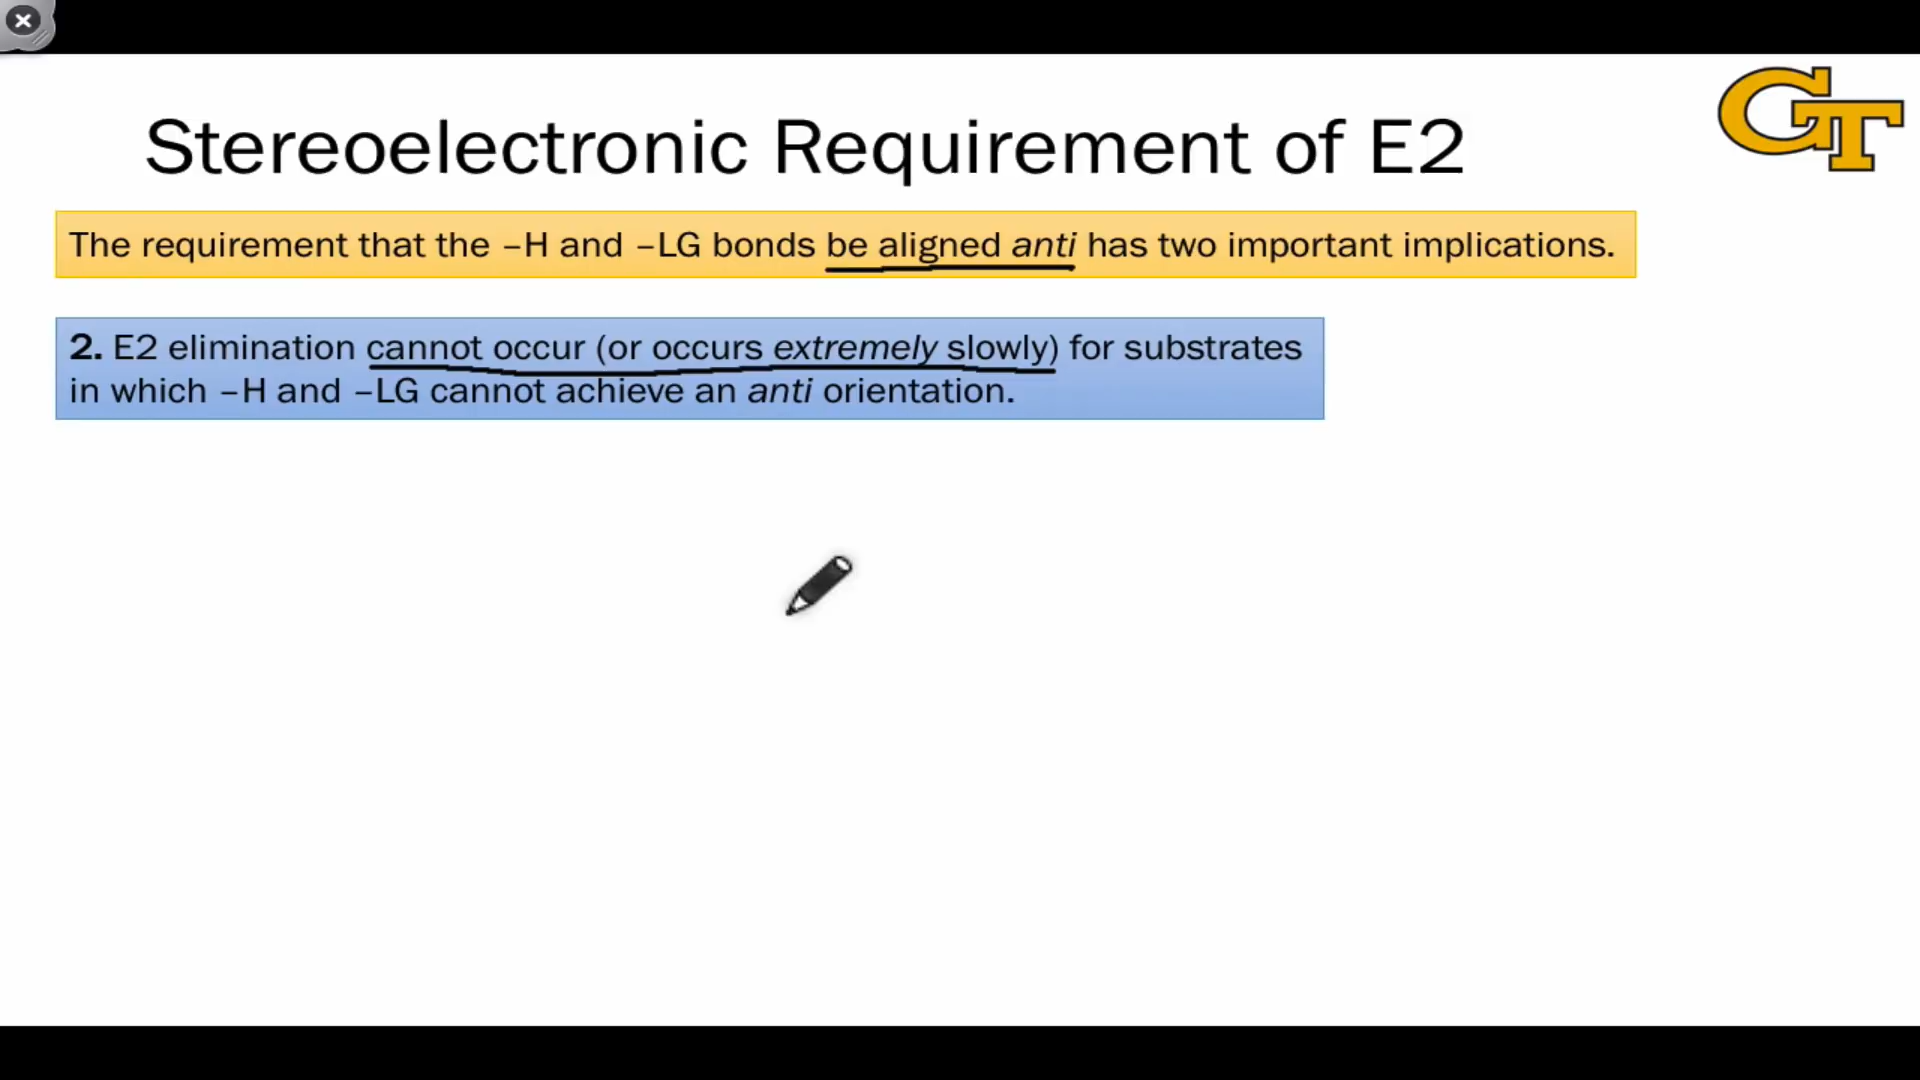 GT
Stereoelectronic Requirement of E2
The requirement that the –H and –LG bonds be aligned anti has two important implications.
2. E2 elimination cannot occur (or occurs extremely slowly) for substrates
in which –H and –LG cannot achieve an anti orientation.